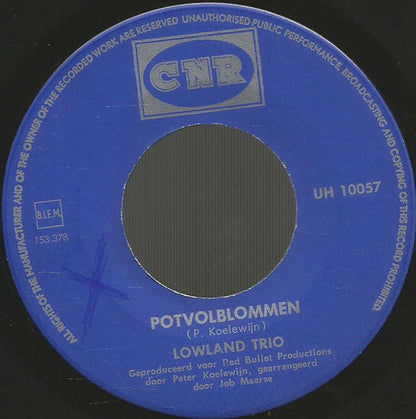 ALL RIGHTS OF THE MANUFACTURER AND OF THE OWNER OF THE RECORDED WORK ARE RESERVED UNAUTHORISED PUBLIC PERFORMANCE, BROADCASTING AND COPYING OF THIS RECORD PROHIBITED.
CNR
UH 10057
B.I.E.M.
153.378
POTVOLBLOMMEN
(P. Koelewijn)
LOWLAND TRIO
Geproduceerd voor Red Bullet Productions
door Peter Koelewijn, gearrangeerd
door Job Maarse